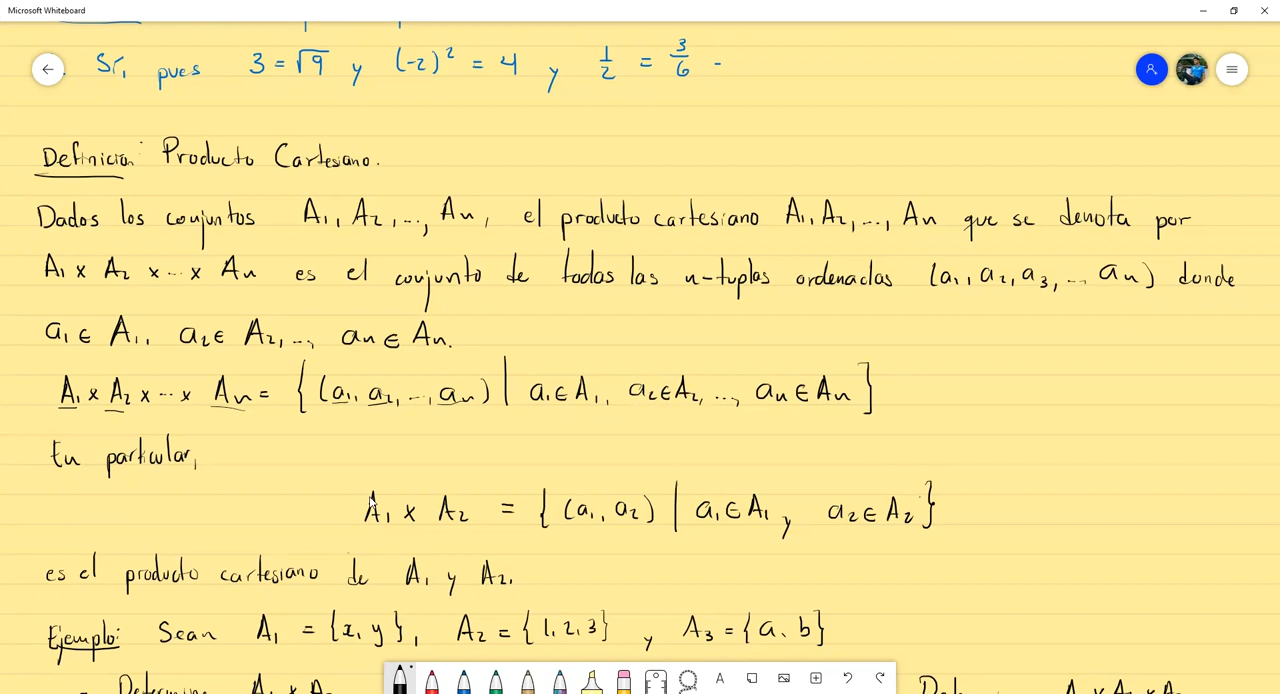 Microsoft Whiteboard
Sí, pues 3 = √9 y (-2)² = 4 y 1/2 = 3/6
Definición: Producto Cartesiano.
Dados los conjuntos A₁, A₂, ..., An, el producto cartesiano A₁, A₂, ..., An que se denota por
A₁ x A₂ x ... x An es el conjunto de todas las n-tuplas ordenadas (a₁, a₂, a₃, ... an) donde
a₁ ∈ A₁, a₂ ∈ A₂, ..., an ∈ An.
A₁ x A₂ x ... x An = { (a₁, a₂, ..., an) | a₁ ∈ A₁, a₂ ∈ A₂, ..., an ∈ An }
En particular,
A₁ x A₂ = { (a₁, a₂) | a₁ ∈ A₁ y a₂ ∈ A₂ }
es el producto cartesiano de A₁ y A₂.
Ejemplo: Sean A₁ = {x, y}, A₂ = {1, 2, 3} y A₃ = {a, b}